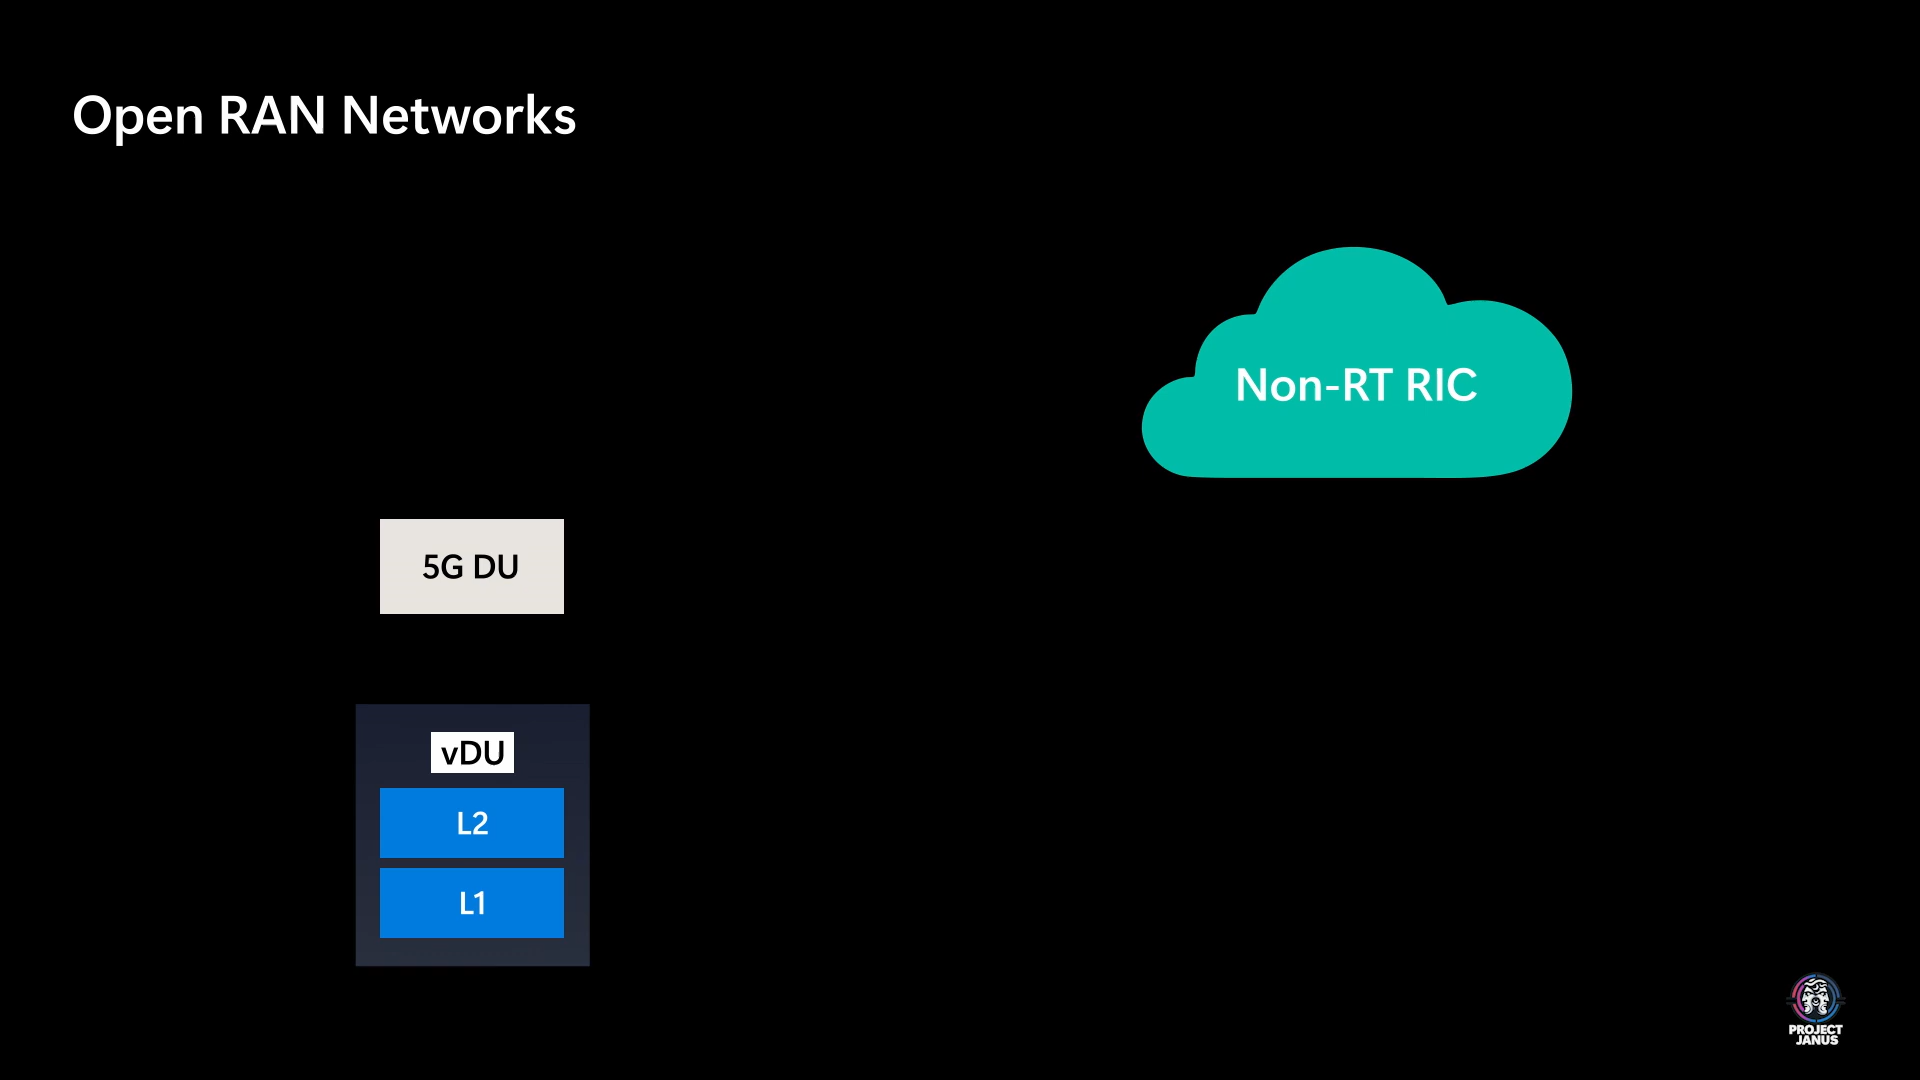 Open RAN Networks
Non-RT RIC
5G DU
vDU
L2
L1
PROJECT
JANUS